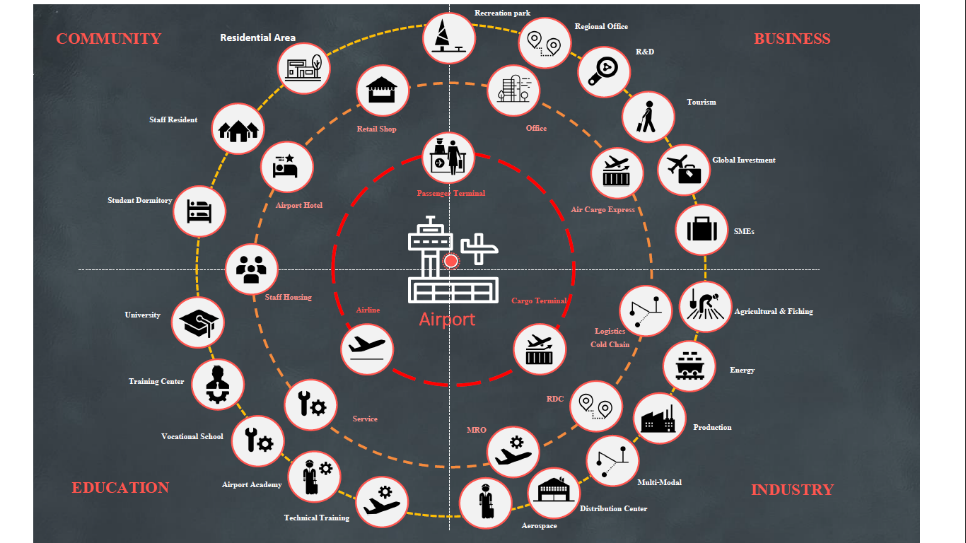 Recreation park
Regional Office
COMMUNITY
Residential Area
BUSINESS
R&D
Tourism
Staff Resident
Retail Shop
Office
Global Investment
Student Dormitory
Airport Hotel
Passenger Terminal
Air Cargo Express
SMEs
Staff Housing
University
Airline
Airport
Cargo Terminal
Logistics
Cold Chain
Agricultural & Fishing
Training Center
Energy
Vocational School
Service
MRO
RDC
Production
EDUCATION
Airport Academy
Technical Training
Aerospace
Distribution Center
Multi-Modal
INDUSTRY